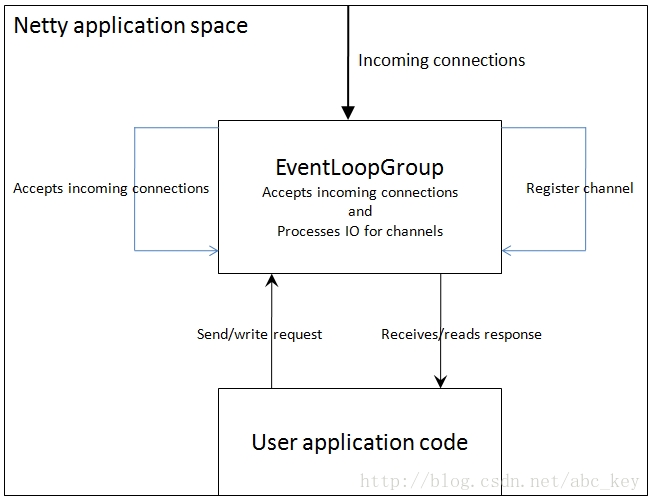 Netty application space
Incoming connections
EventLoopGroup
Accepts incoming connections
and
Processes IO for channels
Accepts incoming connections
Register channel
Send/write request
Receives/reads response
User application code
http://blog.csdn.net/abc_key